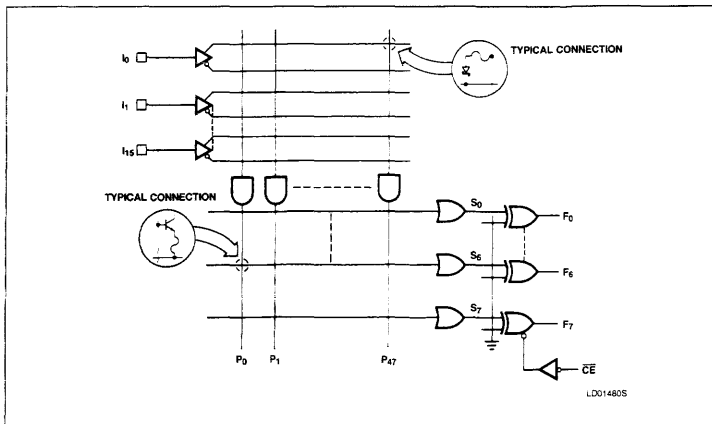 TYPICAL CONNECTION
I0
I1
I15
TYPICAL CONNECTION
S0
F0
S6
F6
S7
F7
P0
P1
P47
CE
LD01480S